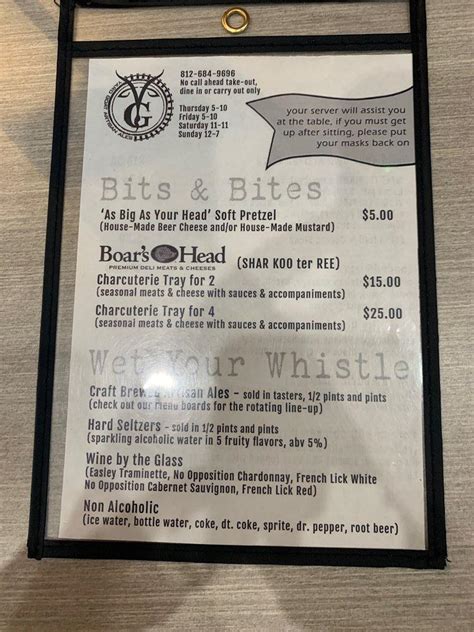 812-684-9696
No call ahead take-out,
dine in or carry out only
Thursday 5-10
Friday 5-10
Saturday 11-11
Sunday 12-7
your server will assist you
at the table, if you must get
up after sitting, please put
your masks back on
Bits & Bites
'As Big As Your Head' Soft Pretzel $5.00
(House-Made Beer Cheese and/or House-Made Mustard)
Boar's Head (SHAR KOO ter REE)
PREMIUM DELI MEATS & CHEESES
Charcuterie Tray for 2 $15.00
(seasonal meats & cheese with sauces & accompaniments)
Charcuterie Tray for 4 $25.00
(seasonal meats & cheese with sauces & accompaniments)
Wet Your Whistle
Craft Brewed Artisan Ales - sold in tasters, 1/2 pints and pints
(check out our menu boards for the rotating line-up)
Hard Seltzers - sold in 1/2 pints and pints
(sparkling alcoholic water in 5 fruity flavors, abv 5%)
Wine by the Glass
(Easley Traminette, No Opposition Chardonnay, French Lick White
No Opposition Cabernet Sauvignon, French Lick Red)
Non Alcoholic
(ice water, bottle water, coke, dt. coke, sprite, dr. pepper, root beer)